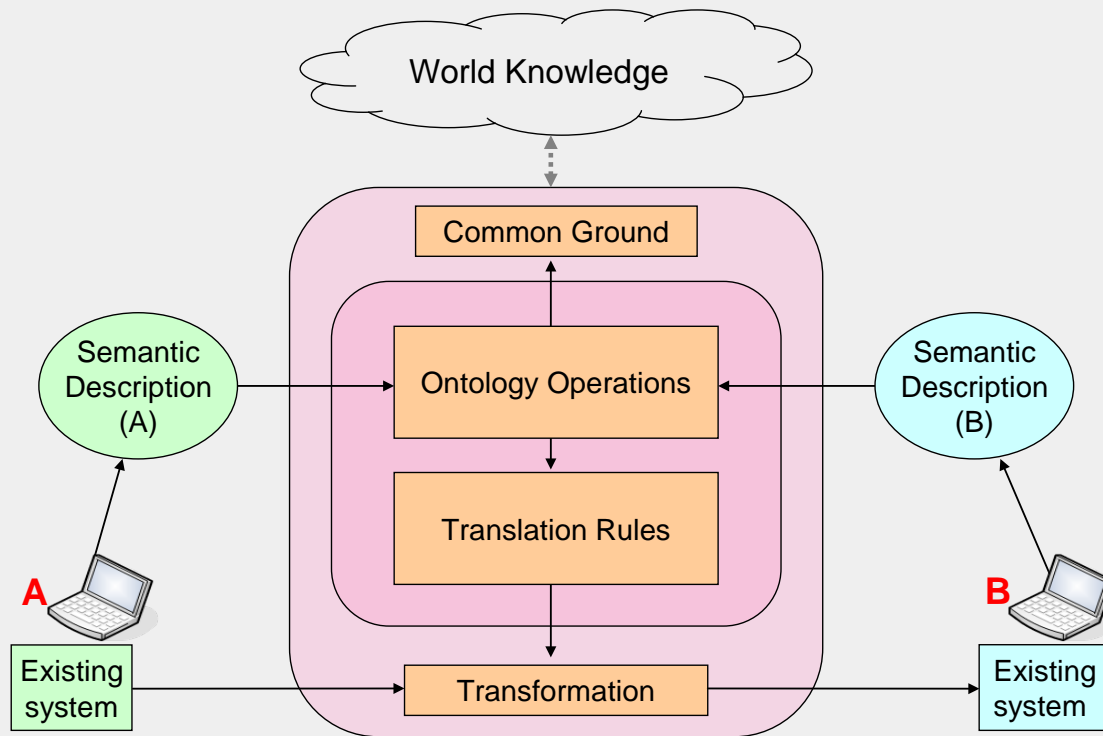 World Knowledge
Common Ground
Semantic
Description
(A)
Ontology Operations
Semantic
Description
(B)
Translation Rules
A
B
Existing
system
Transformation
Existing
system